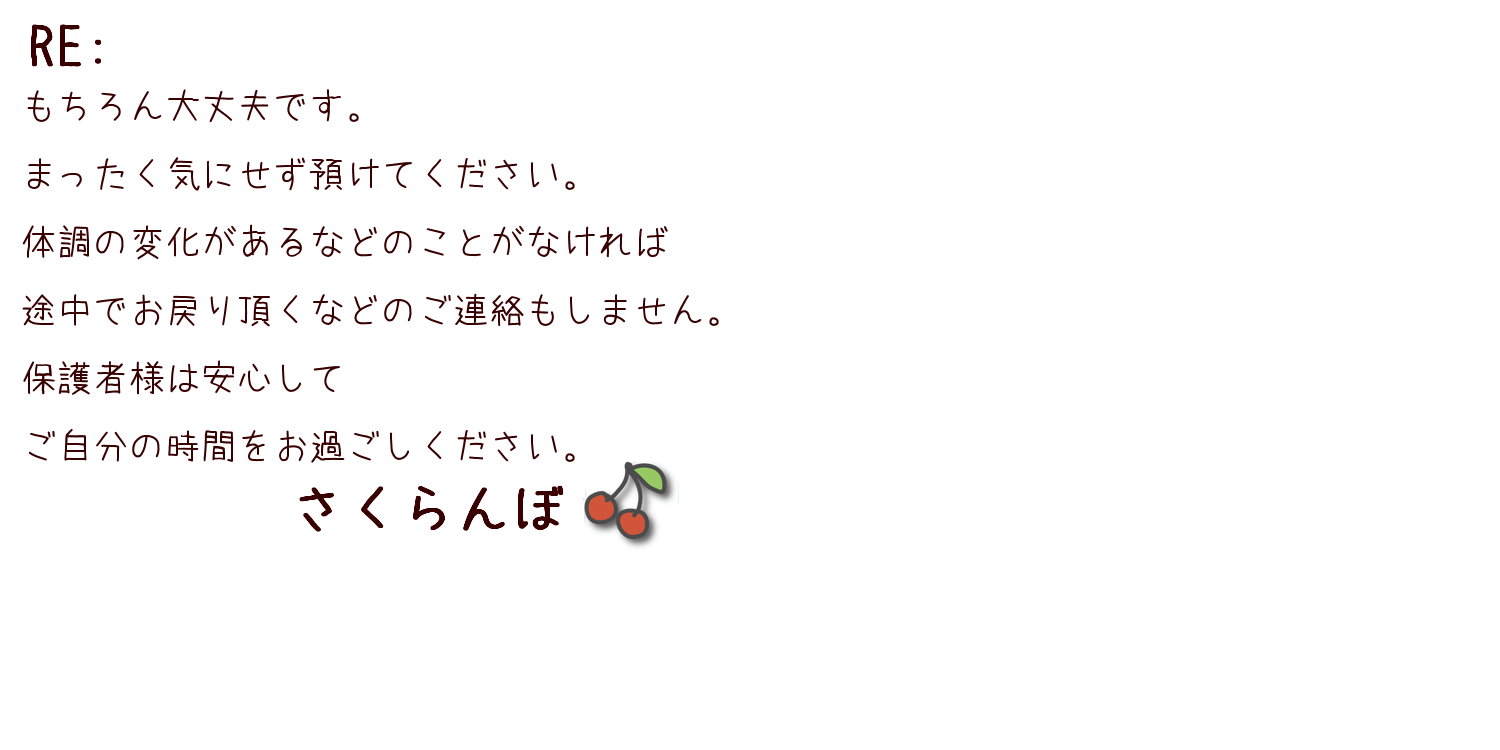 RE:
もちろん大丈夫です。
まったく気にせず預けてください。
体調の変化があるなどのことがなければ
途中でお戻り頂くなどのご連絡もしません。
保護者様は安心して
ご自分の時間をお過ごしください。
さくらんぼ